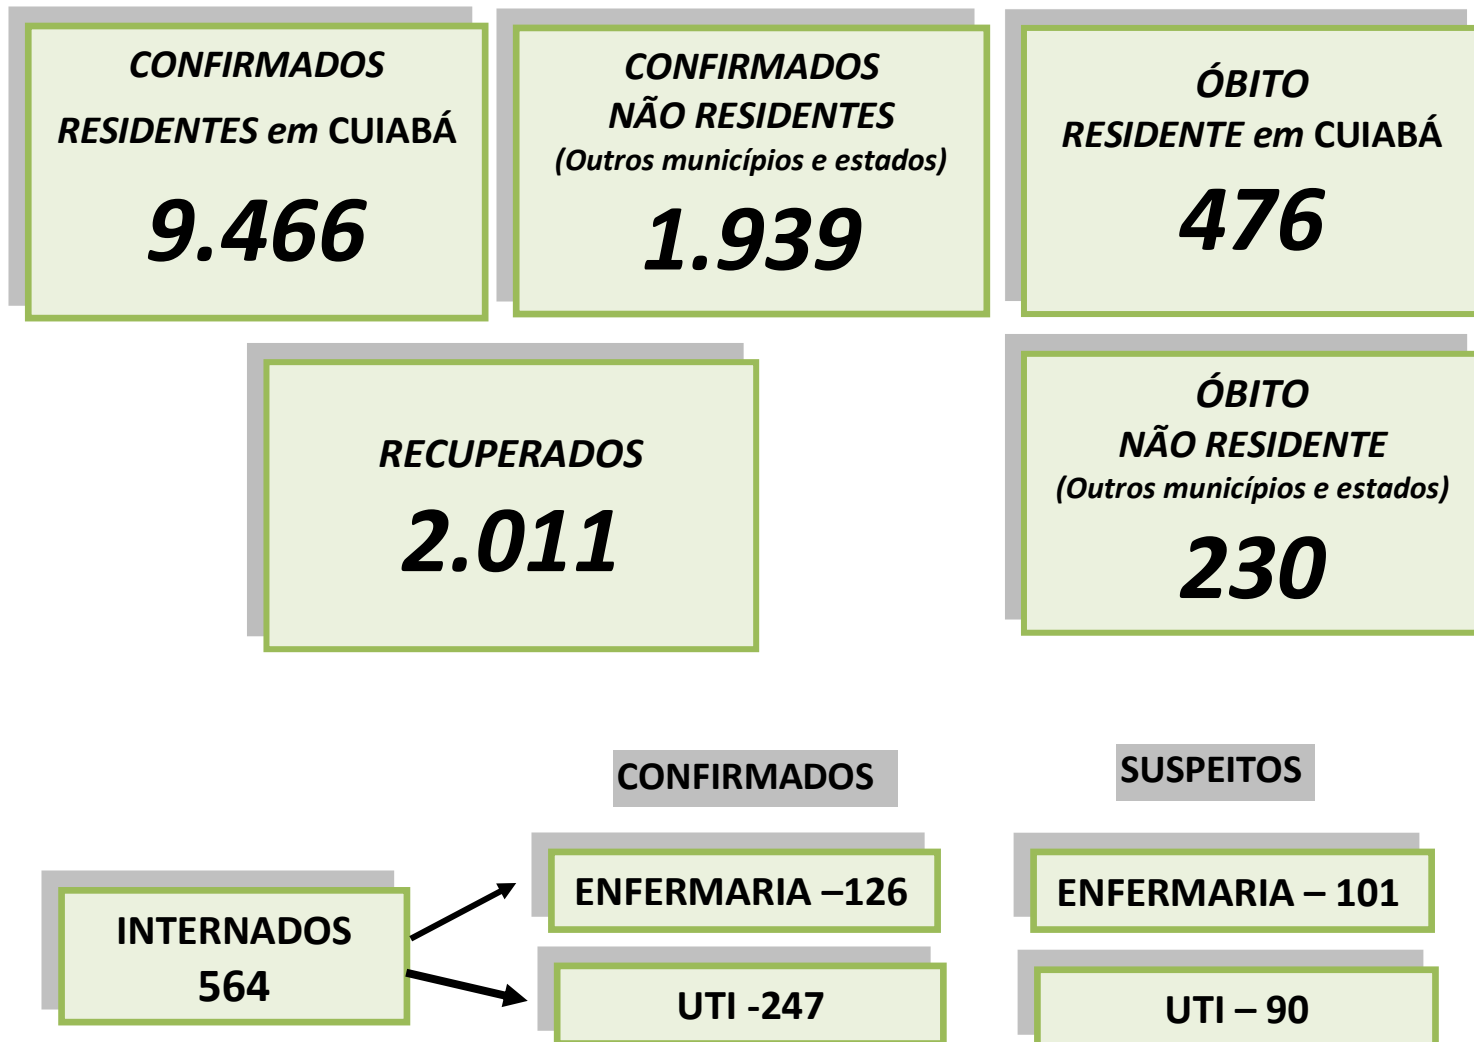 CONFIRMADOS
RESIDENTES em CUIABÁ
9.466
CONFIRMADOS
NÃO RESIDENTES
(Outros municípios e estados)
1.939
ÓBITO
RESIDENTE em CUIABÁ
476
RECUPERADOS
2.011
ÓBITO
NÃO RESIDENTE
(Outros municípios e estados)
230
CONFIRMADOS
SUSPEITOS
INTERNADOS
564
ENFERMARIA –126
ENFERMARIA – 101
UTI -247
UTI – 90